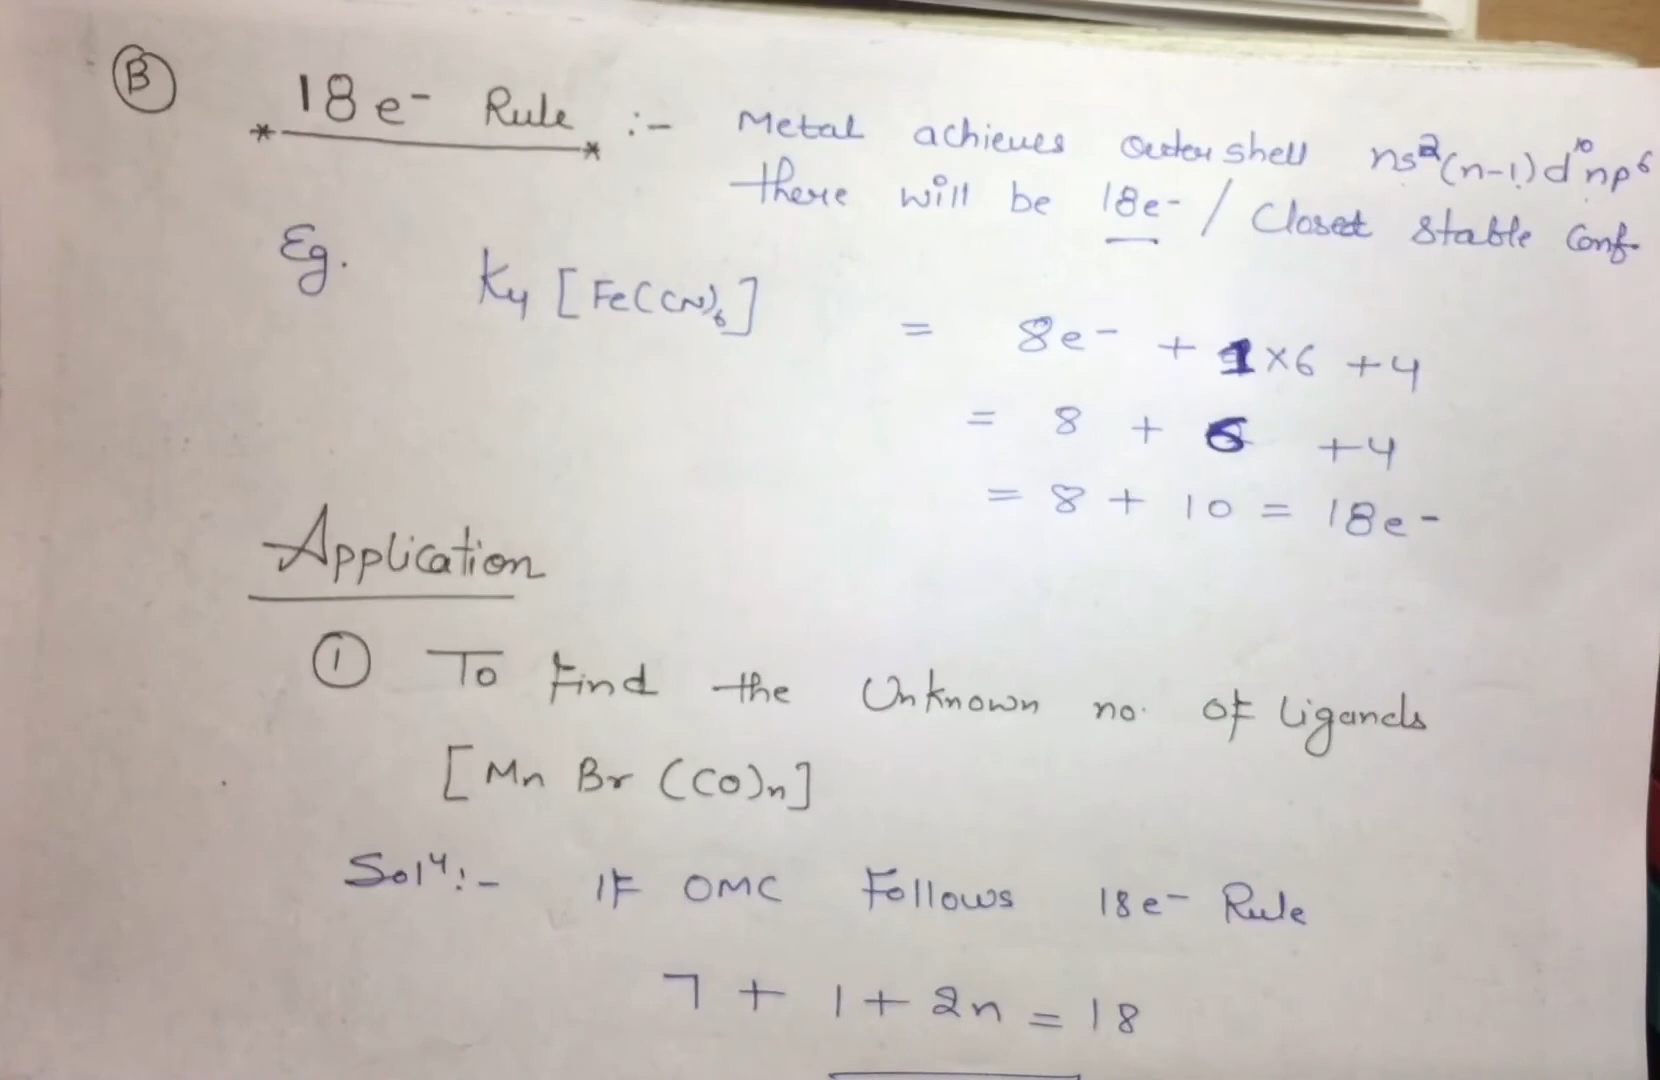 B
18e- Rule :- Metal achieves outer shell ns²(n-1)d¹⁰np⁶
there will be 18e- / Closed Stable Conf.
Eg. K₄[Fe(CN)₆] = 8e- + 1×6 +4
= 8 + 6 +4
= 8 + 10 = 18e-
Application
① To Find the Unknown no. of Ligands
[Mn Br (CO)n]
Solⁿ:- IF OMC Follows 18e- Rule
7 + 1 + 2n = 18